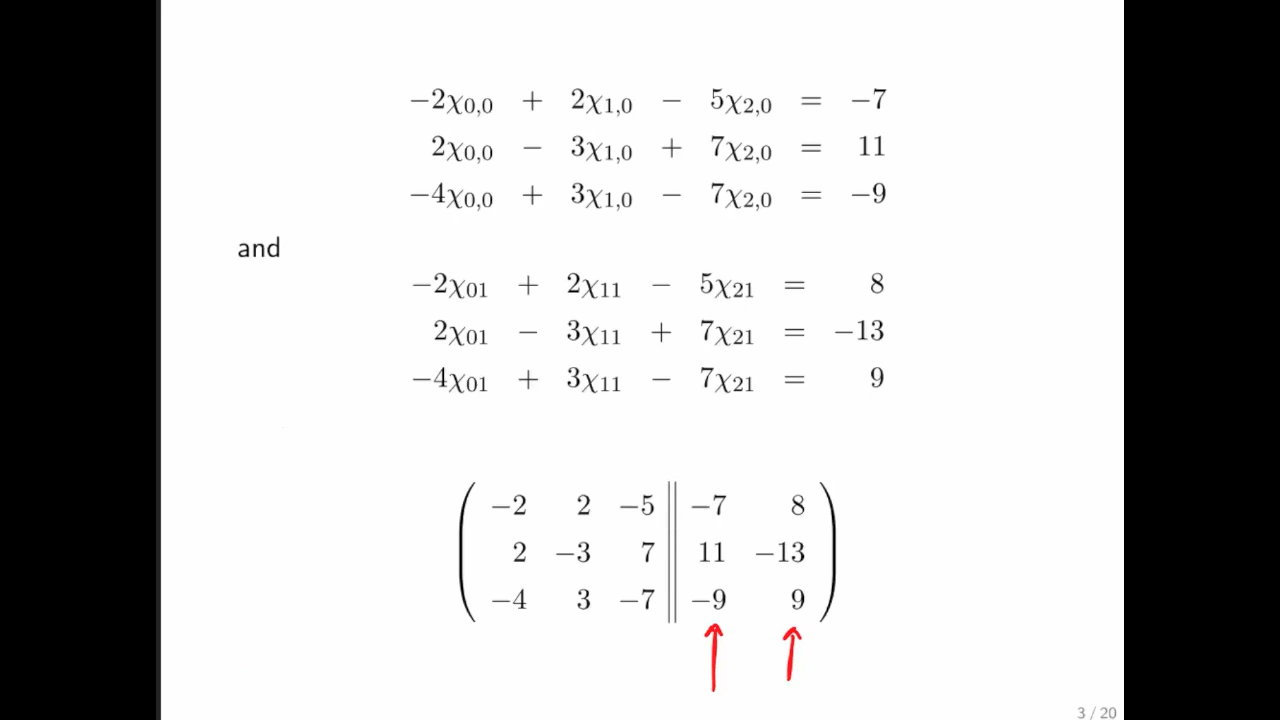 −2χ0,0 + 2χ1,0 − 5χ2,0 = −7
2χ0,0 − 3χ1,0 + 7χ2,0 = 11
−4χ0,0 + 3χ1,0 − 7χ2,0 = −9
and
−2χ01 + 2χ11 − 5χ21 = 8
2χ01 − 3χ11 + 7χ21 = −13
−4χ01 + 3χ11 − 7χ21 = 9
−2 2 −5 −7 8
2 −3 7 11 −13
−4 3 −7 −9 9
3 / 20